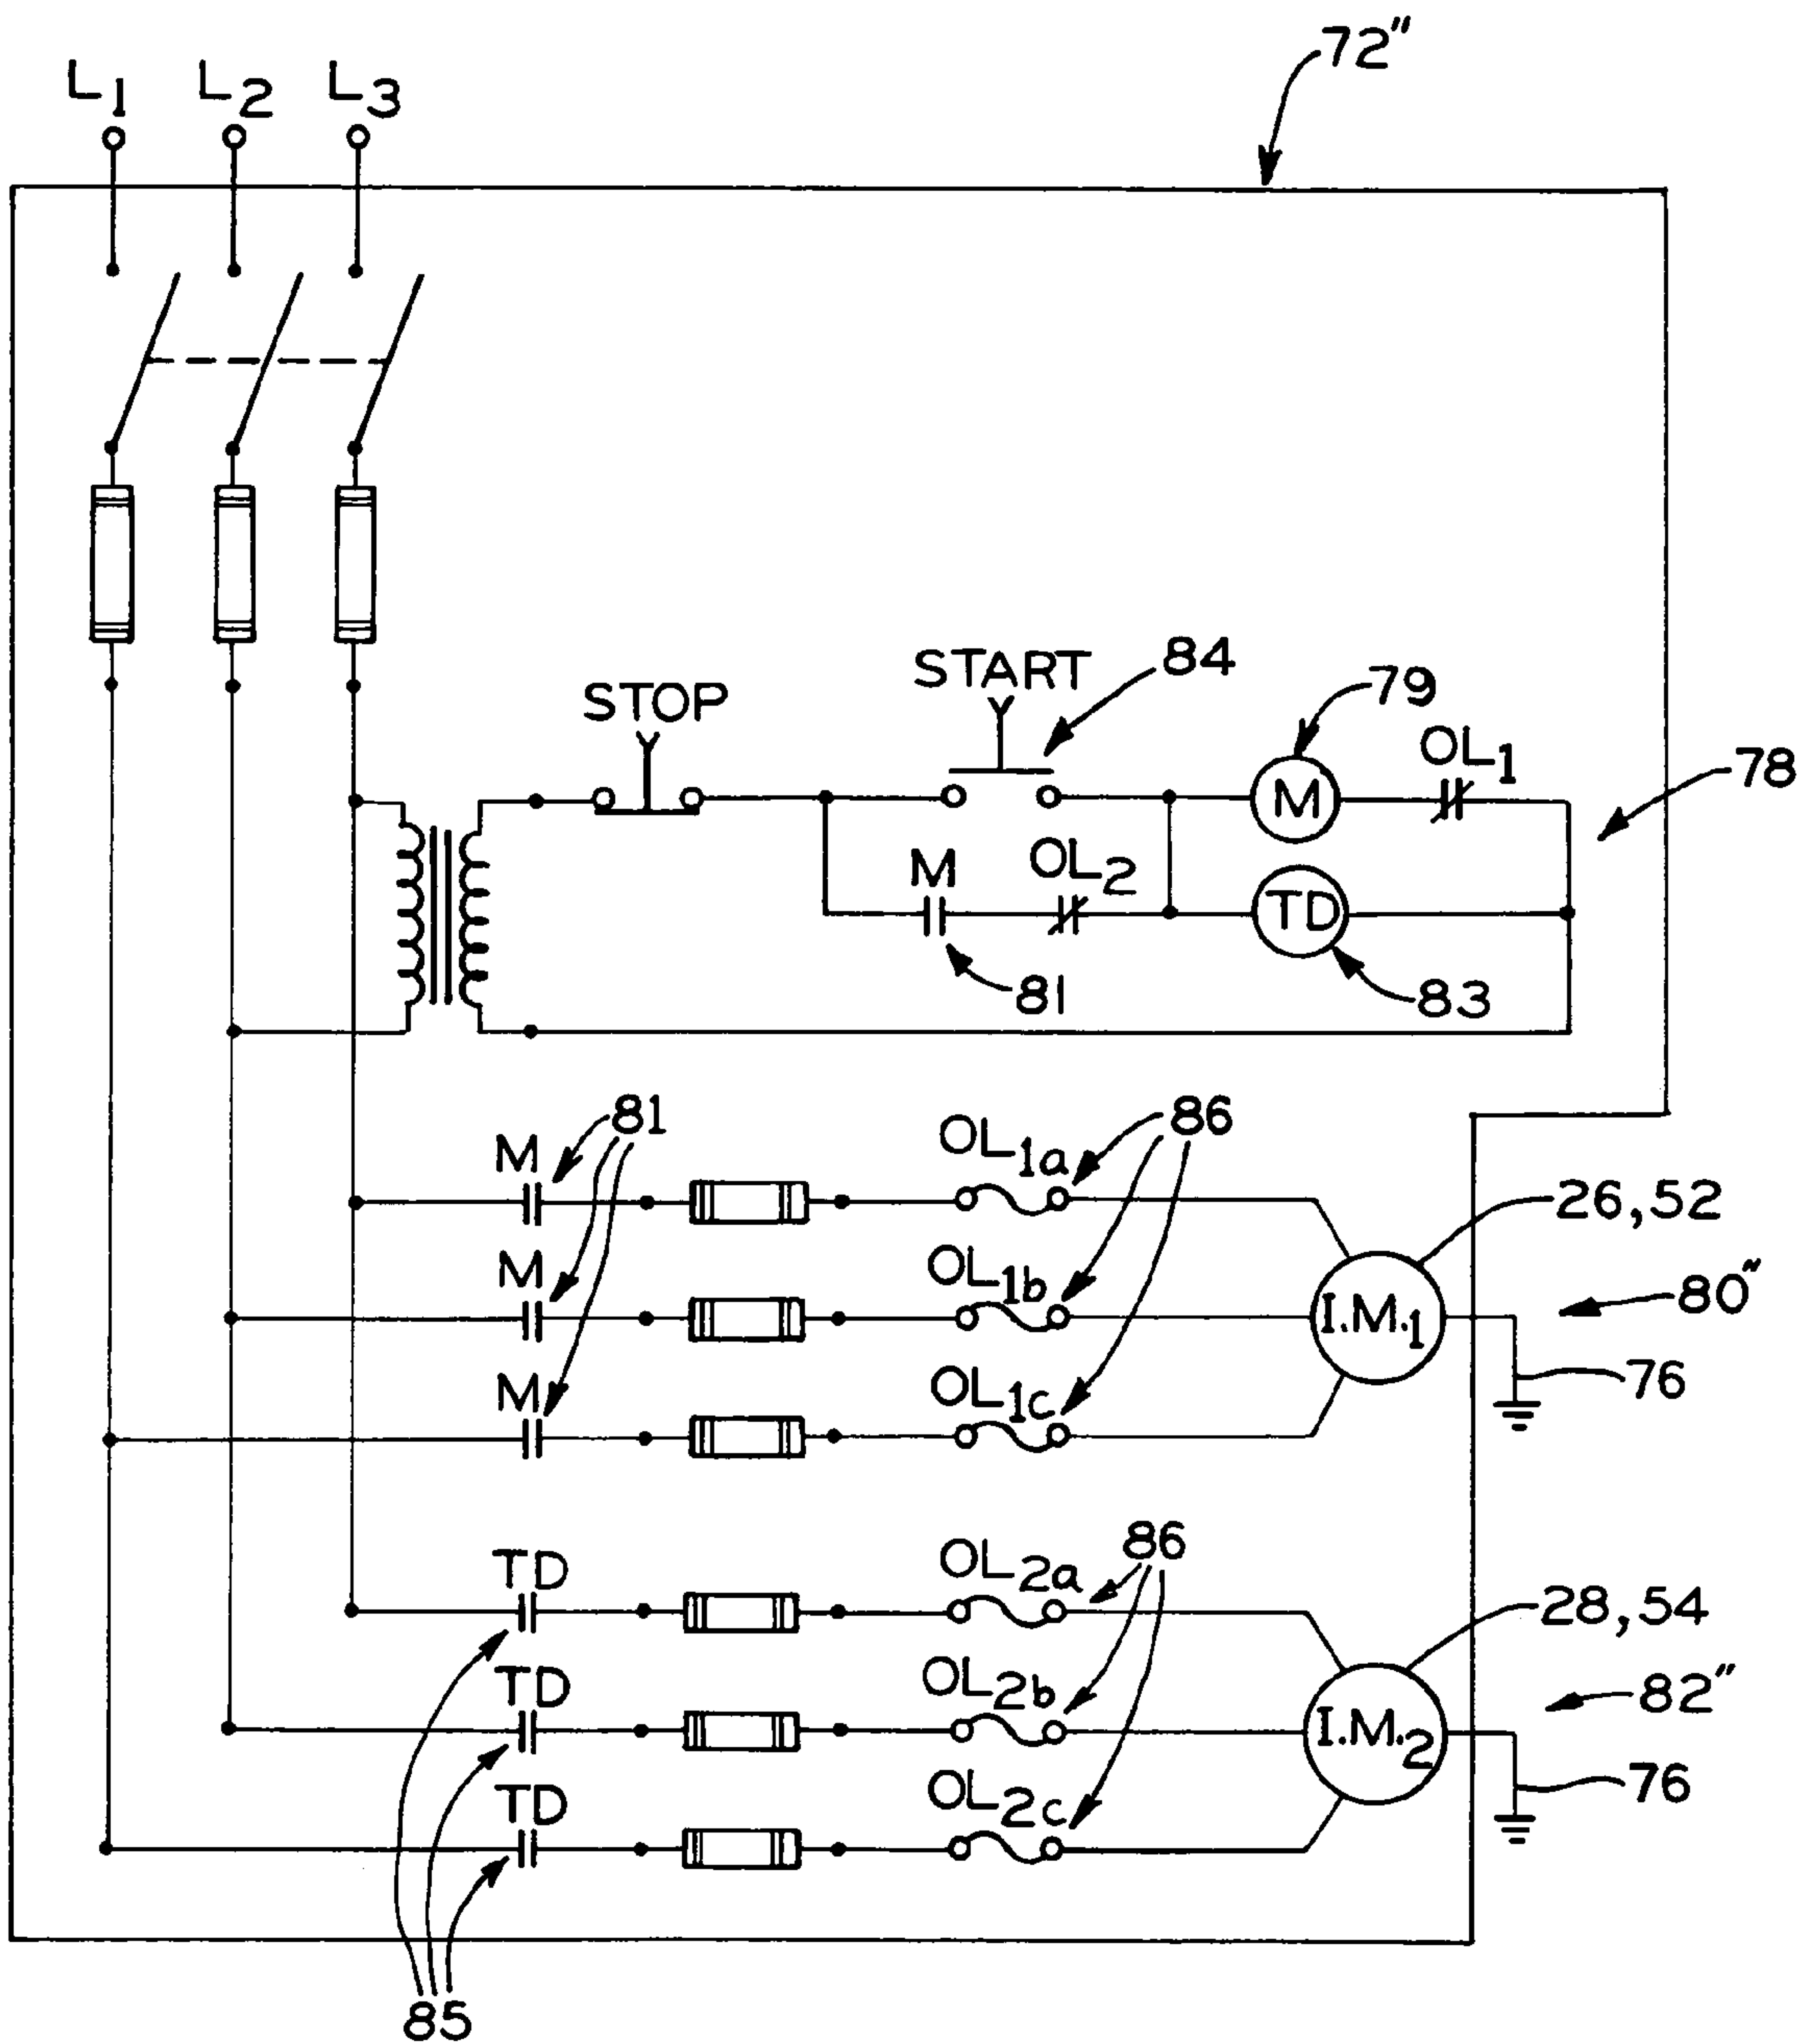 72"
L1 L2 L3
START 84
STOP
79
OL1
78
M
M OL2
TD
81
83
81
86
M OL1a
26,52
M OL1b
I.M.1
80"
M OL1c
76
TD OL2a
86
28,54
TD OL2b
I.M.2
82"
TD OL2c
76
85